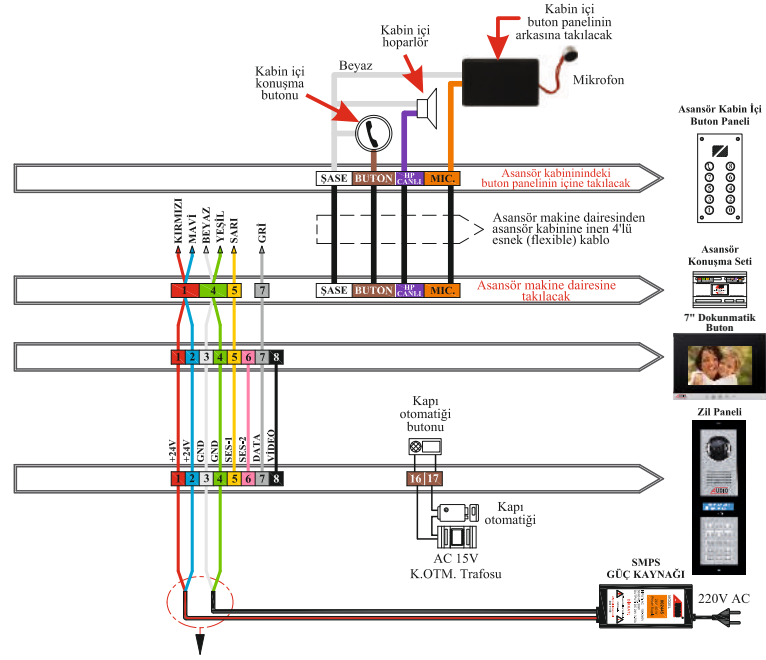 Kabin içi
buton panelinin
arkasına takılacak
Kabin içi
hoparlör
Beyaz
Kabin içi
konuşma
butonu
Mikrofon
Asansör Kabin İçi
Buton Paneli
ŞASE BUTON HP CANLI MIC.
Asansör kabininindeki
buton panelinin içine takılacak
KIRMIZI
MAVİ
BEYAZ
YEŞİL
SARI
GRİ
Asansör makine dairesinden
asansör kabinine inen 4'lü
esnek (flexible) kablo
Asansör
Konuşma Seti
1 4 5 7
ŞASE BUTON HP CANLI MIC.
Asansör makine dairesine
takılacak
7" Dokunmatik
Buton
1 2 3 4 5 6 7 8
AUDIO
Zil Paneli
Kapı
otomatiği
butonu
+24V
+24V
GND
GND
SES-1
SES-2
DATA
VİDEO
1 2 3 4 5 6 7 8
16 17
AUDIO
Kapı
otomatiği
AC 15V
K.OTM. Trafosu
SMPS
GÜÇ KAYNAĞI
220V AC